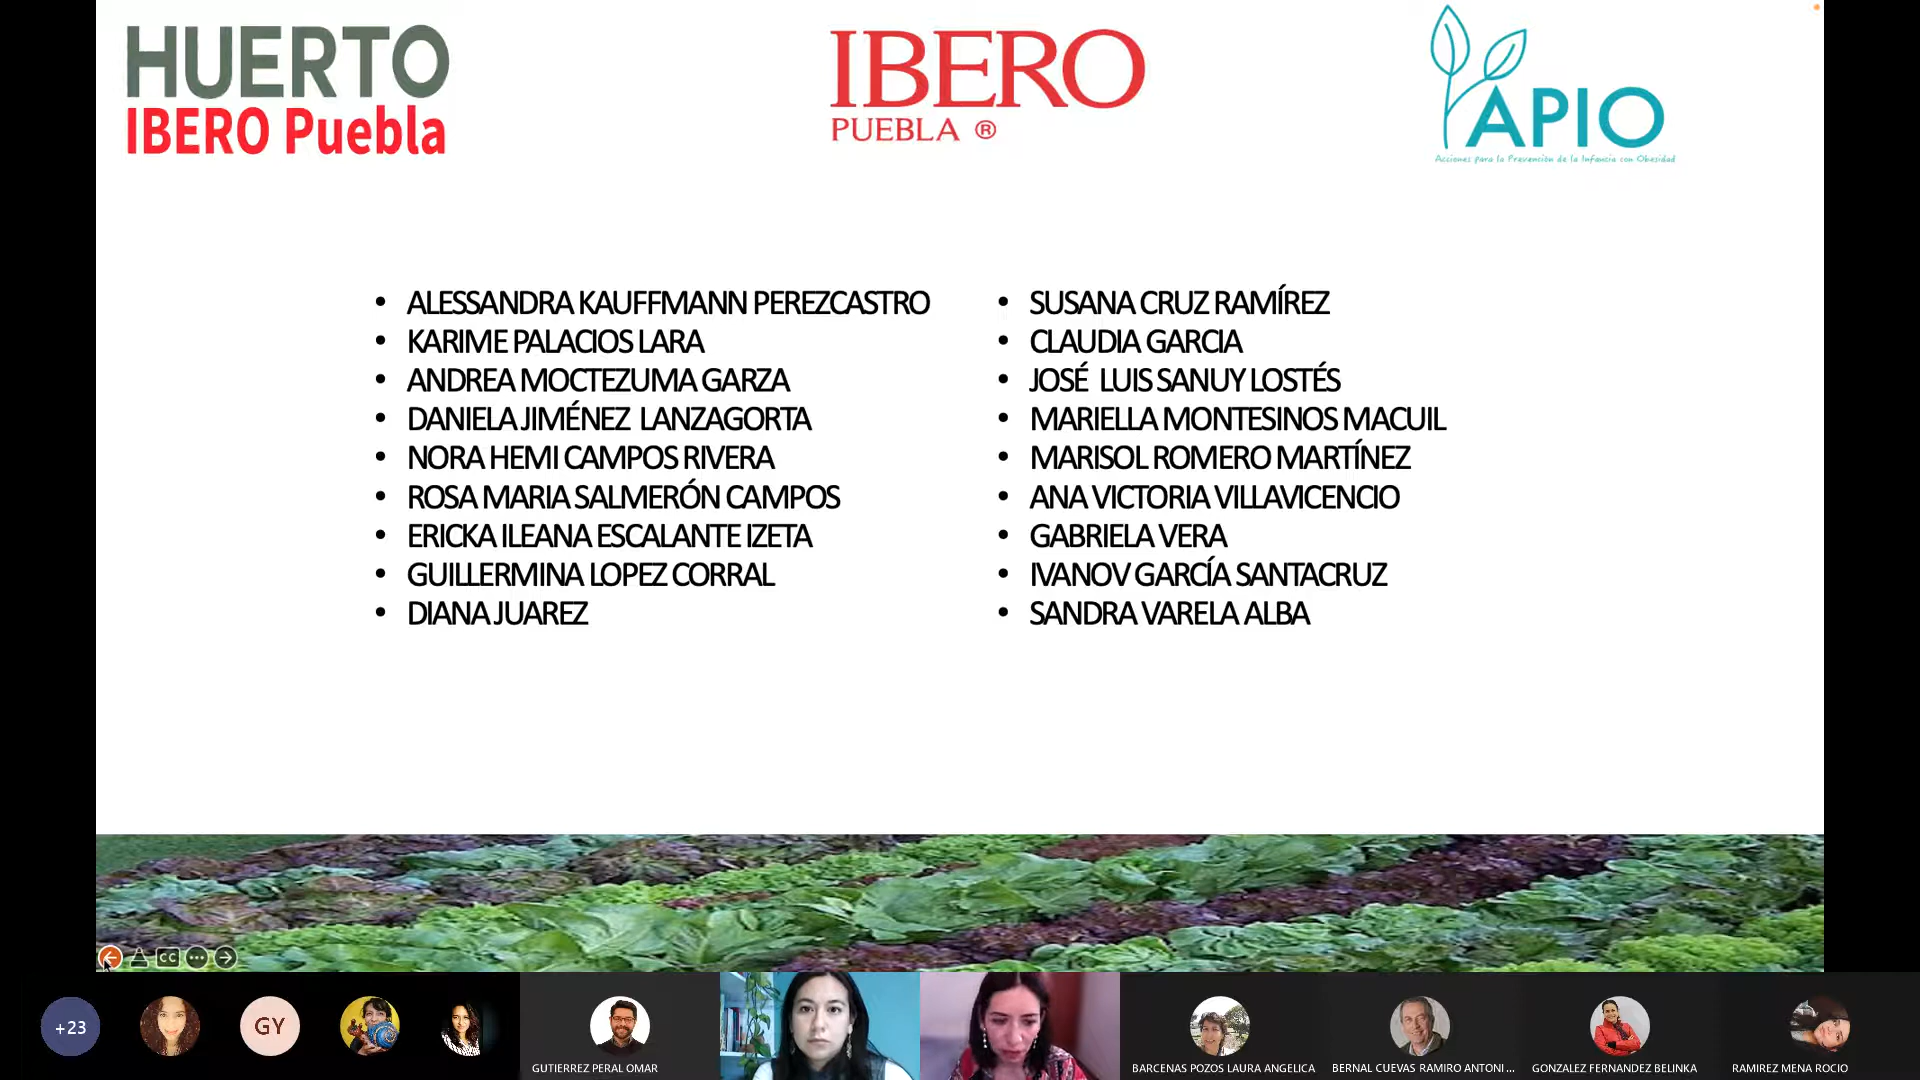 HUERTO
IBERO Puebla
IBERO
PUEBLA ®
APIO
Acciones para la Prevención de la Infancia con Obesidad
• ALESSANDRA KAUFFMANN PEREZCASTRO
• KARIME PALACIOS LARA
• ANDREA MOCTEZUMA GARZA
• DANIELA JIMÉNEZ LANZAGORTA
• NORA HEMI CAMPOS RIVERA
• ROSA MARIA SALMERÓN CAMPOS
• ERICKA ILEANA ESCALANTE IZETA
• GUILLERMINA LOPEZ CORRAL
• DIANA JUAREZ
• SUSANA CRUZ RAMÍREZ
• CLAUDIA GARCIA
• JOSÉ LUIS SANUY LOSTÉS
• MARIELLA MONTESINOS MACUIL
• MARISOL ROMERO MARTÍNEZ
• ANA VICTORIA VILLAVICENCIO
• GABRIELA VERA
• IVANOV GARCÍA SANTACRUZ
• SANDRA VARELA ALBA
CC
+23
GY
GUTIERREZ PERAL OMAR
BARCENAS POZOS LAURA ANGELICA
BERNAL CUEVAS RAMIRO ANTONI...
GONZALEZ FERNANDEZ BELINKA
RAMIREZ MENA ROCIO